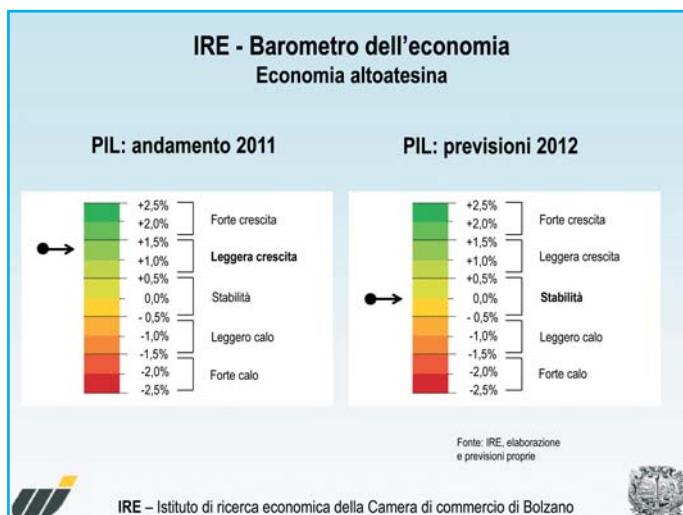 IRE - Barometro dell'economia
Economia altoatesina
PIL: andamento 2011
+2,5%
+2,0%
+1,5%
+1,0%
+0,5%
0,0%
- 0,5%
-1,0%
-1,5%
-2,0%
-2,5%
Forte crescita
Leggera crescita
Stabilità
Leggero calo
Forte calo
PIL: previsioni 2012
+2,5%
+2,0%
+1,5%
+1,0%
+0,5%
0,0%
- 0,5%
-1,0%
-1,5%
-2,0%
-2,5%
Forte crescita
Leggera crescita
Stabilità
Leggero calo
Forte calo
Fonte: IRE, elaborazione
e previsioni proprie
IRE – Istituto di ricerca economica della Camera di commercio di Bolzano